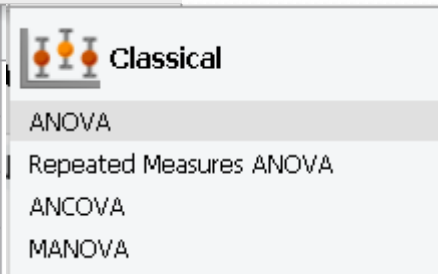 Classical
ANOVA
Repeated Measures ANOVA
ANCOVA
MANOVA